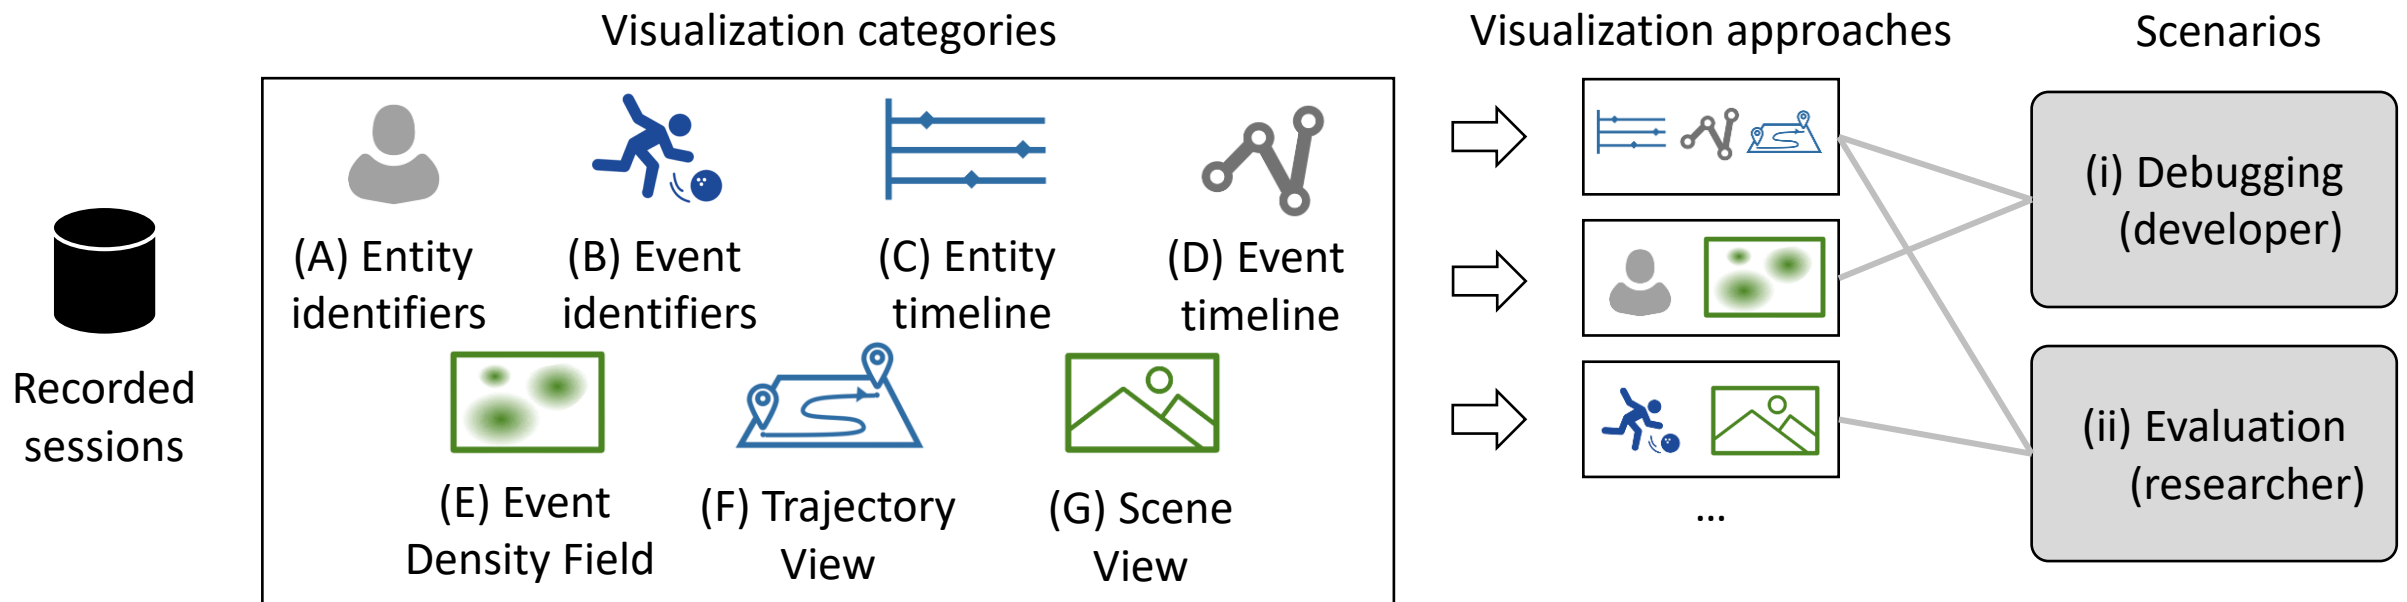 Visualization categories
Visualization approaches
Scenarios
Recorded
sessions
(A) Entity
identifiers
(B) Event
identifiers
(C) Entity
timeline
(D) Event
timeline
(E) Event
Density Field
(F) Trajectory
View
(G) Scene
View
...
(i) Debugging
(developer)
(ii) Evaluation
(researcher)